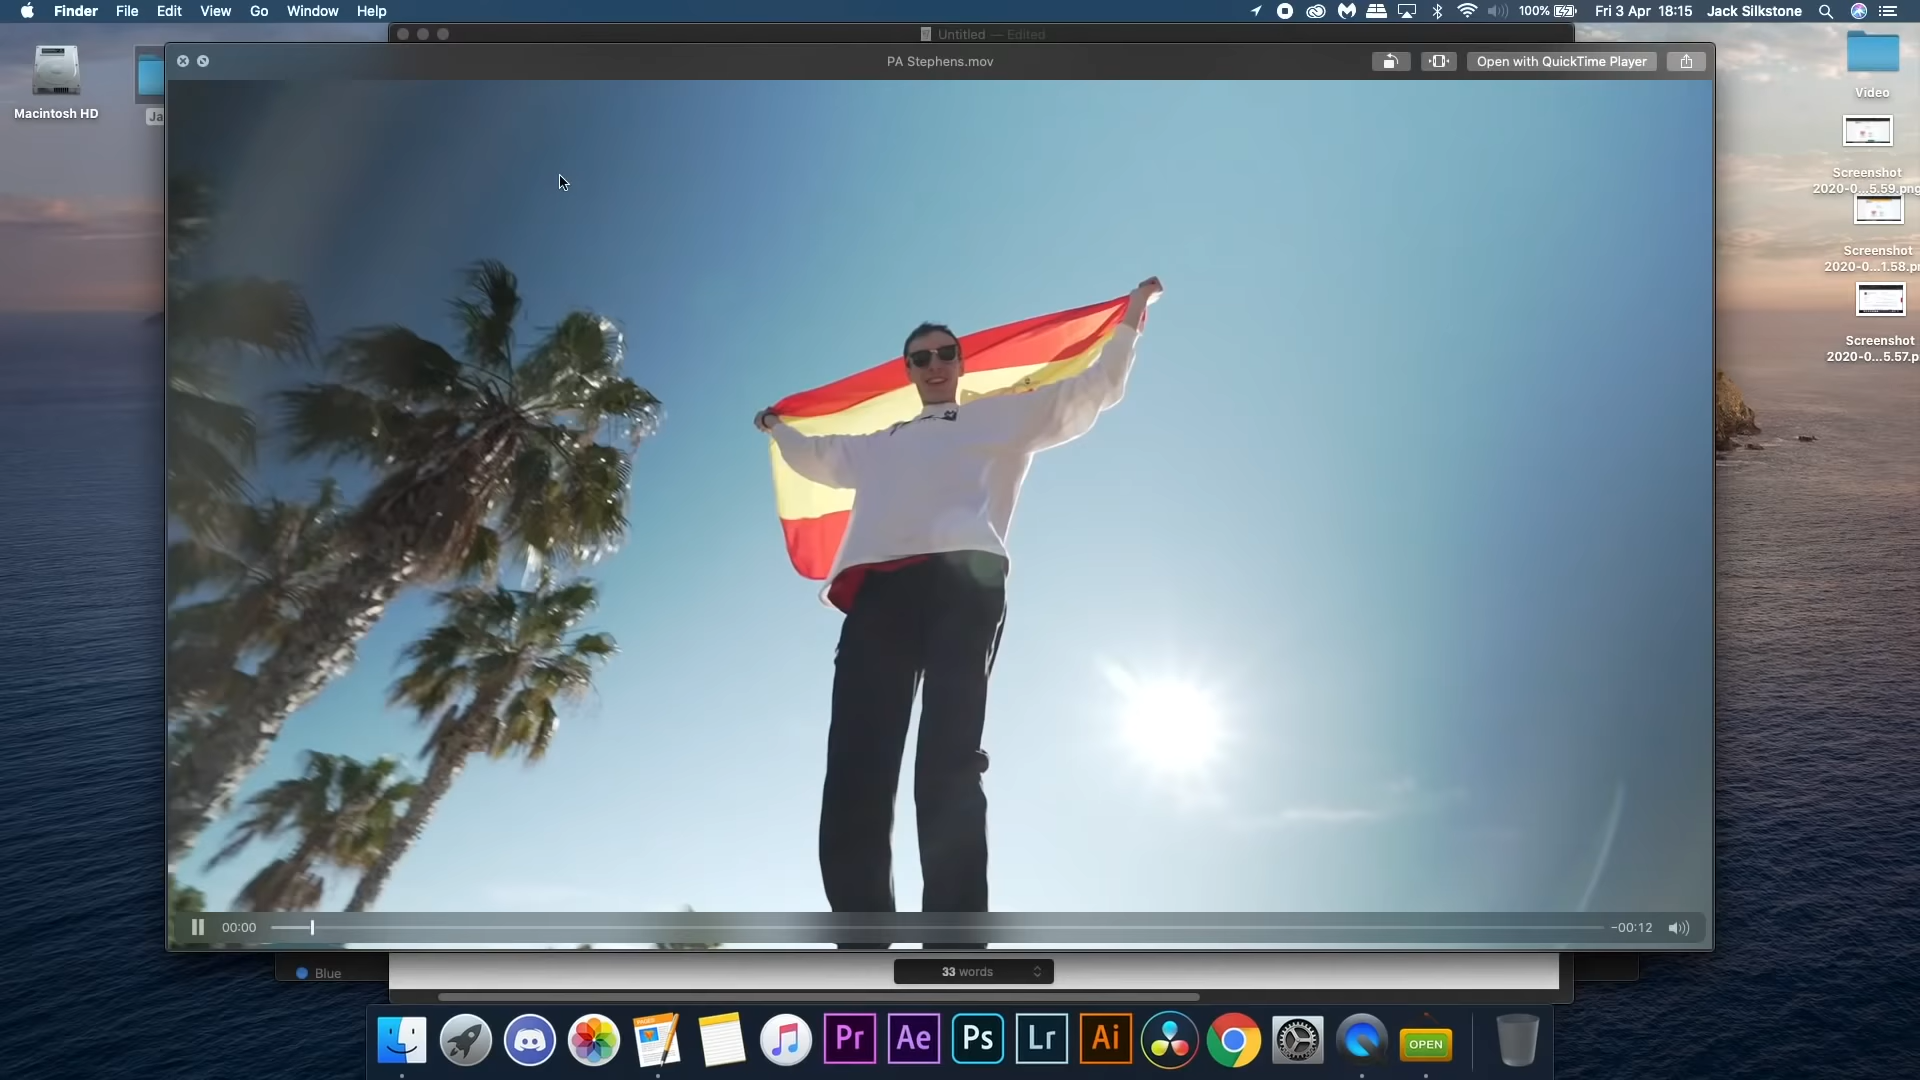 Finder File Edit View Go Window Help
100% Fri 3 Apr 18:15 Jack Silkstone
Untitled — Edited
PA Stephens.mov
Open with QuickTime Player
Macintosh HD
Ja
Video
Screenshot
2020-0...5.59.png
Screenshot
2020-0...1.58.p
Screenshot
2020-0...5.57.p
00:00
-00:12
Blue
33 words
PAGES
Pr
Ae
Ps
Lr
Ai
OPEN